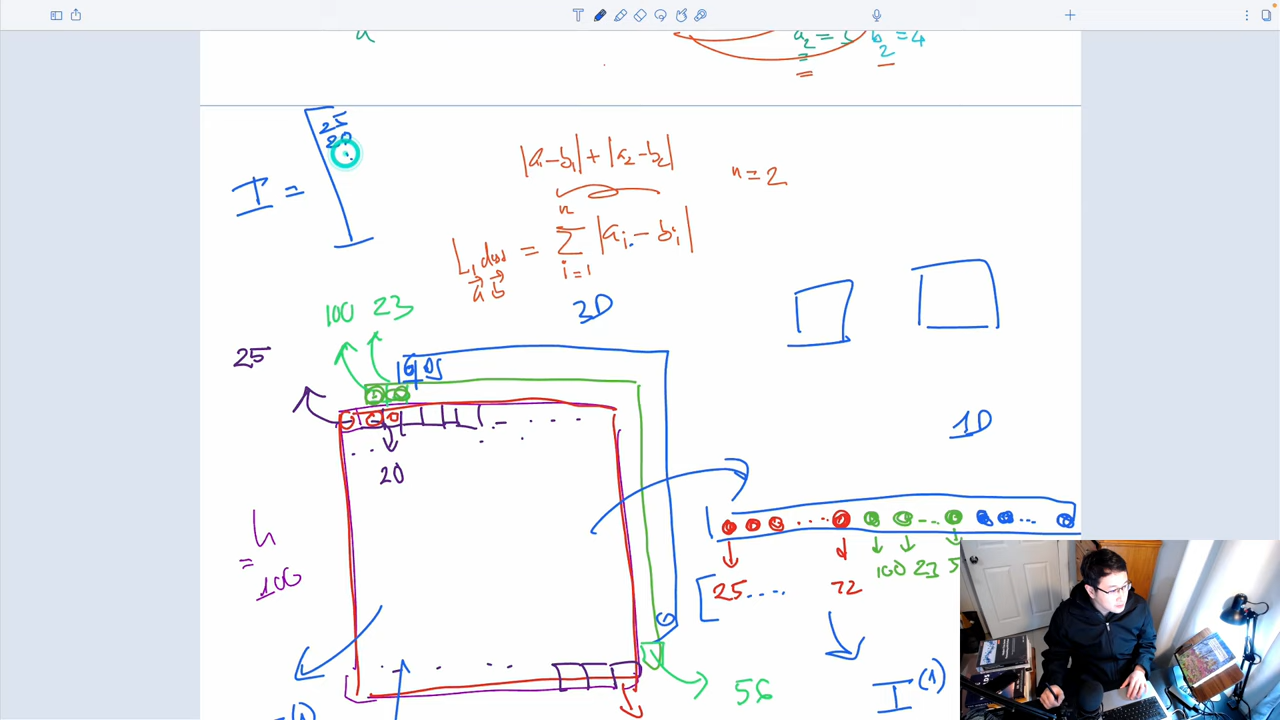 a
a₂ = b₂ = 4
25
20
I =
|a₁-b₁| + |a₂-b₂|
n = 2
n
Σ |aᵢ - bᵢ|
i=1
L₁ =
a b
3D
100 23
25
20
1D
h
= 100
25 .... 72
100 23 5
56
I⁽¹⁾